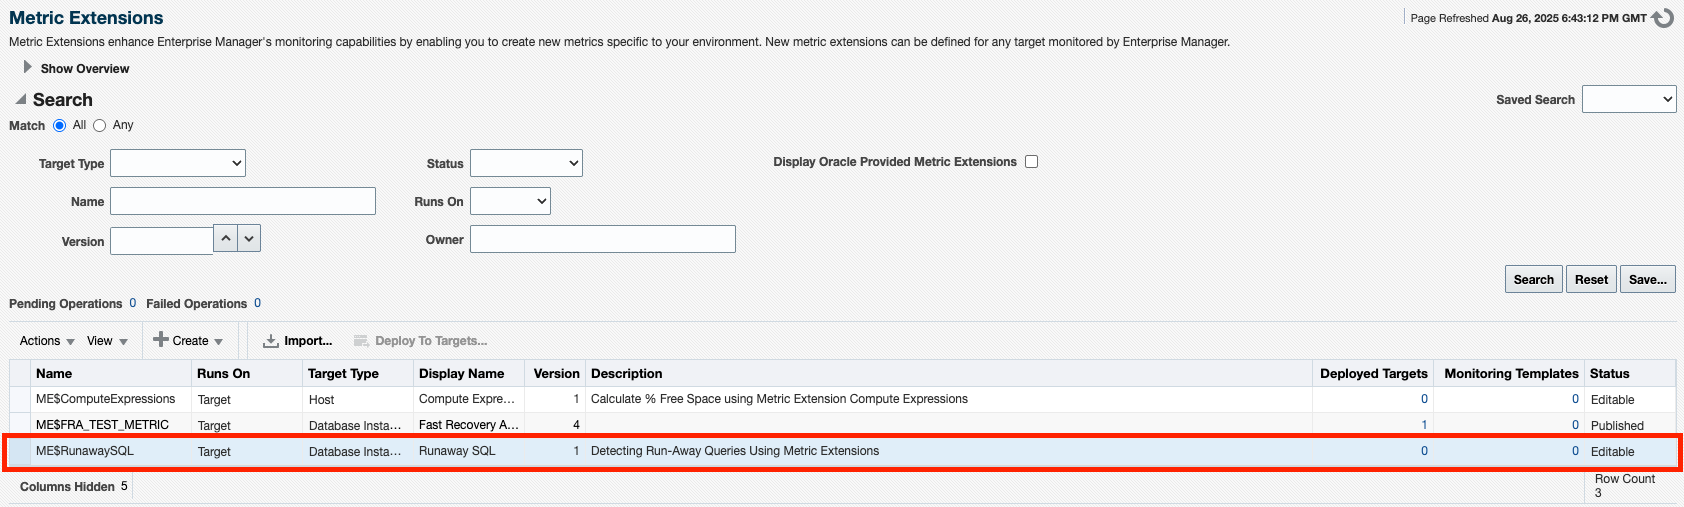 Metric Extensions
Page Refreshed Aug 26, 2025 6:43:12 PM GMT
Metric Extensions enhance Enterprise Manager's monitoring capabilities by enabling you to create new metrics specific to your environment. New metric extensions can be defined for any target monitored by Enterprise Manager.
Show Overview
Search
Saved Search
Match All Any
Target Type Status Display Oracle Provided Metric Extensions
Name Runs On
Version Owner
Search Reset Save...
Pending Operations 0 Failed Operations 0
Actions View Create Import... Deploy To Targets...
Name Runs On Target Type Display Name Version Description Deployed Targets Monitoring Templates Status
ME$ComputeExpressions Target Host Compute Expre... 1 Calculate % Free Space using Metric Extension Compute Expressions 0 0 Editable
ME$FRA_TEST_METRIC Target Database Insta... Fast Recovery A... 4 1 0 Published
ME$RunawaySQL Target Database Insta... Runaway SQL 1 Detecting Run-Away Queries Using Metric Extensions 0 0 Editable
Columns Hidden 5 Row Count
3